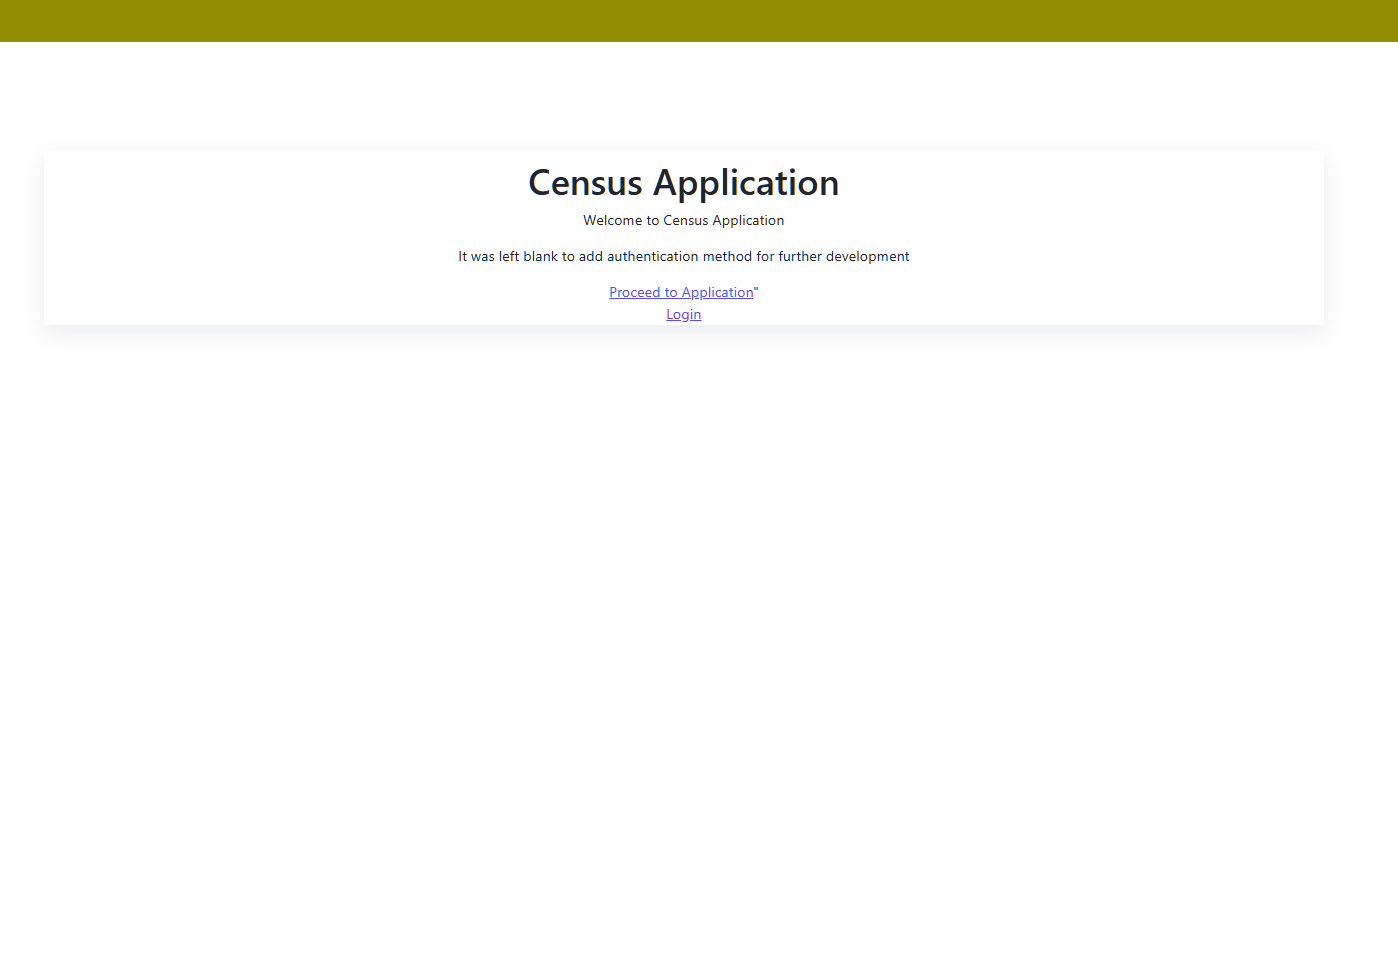 Census Application
Welcome to Census Application
It was left blank to add authentication method for further development
Proceed to Application"
Login